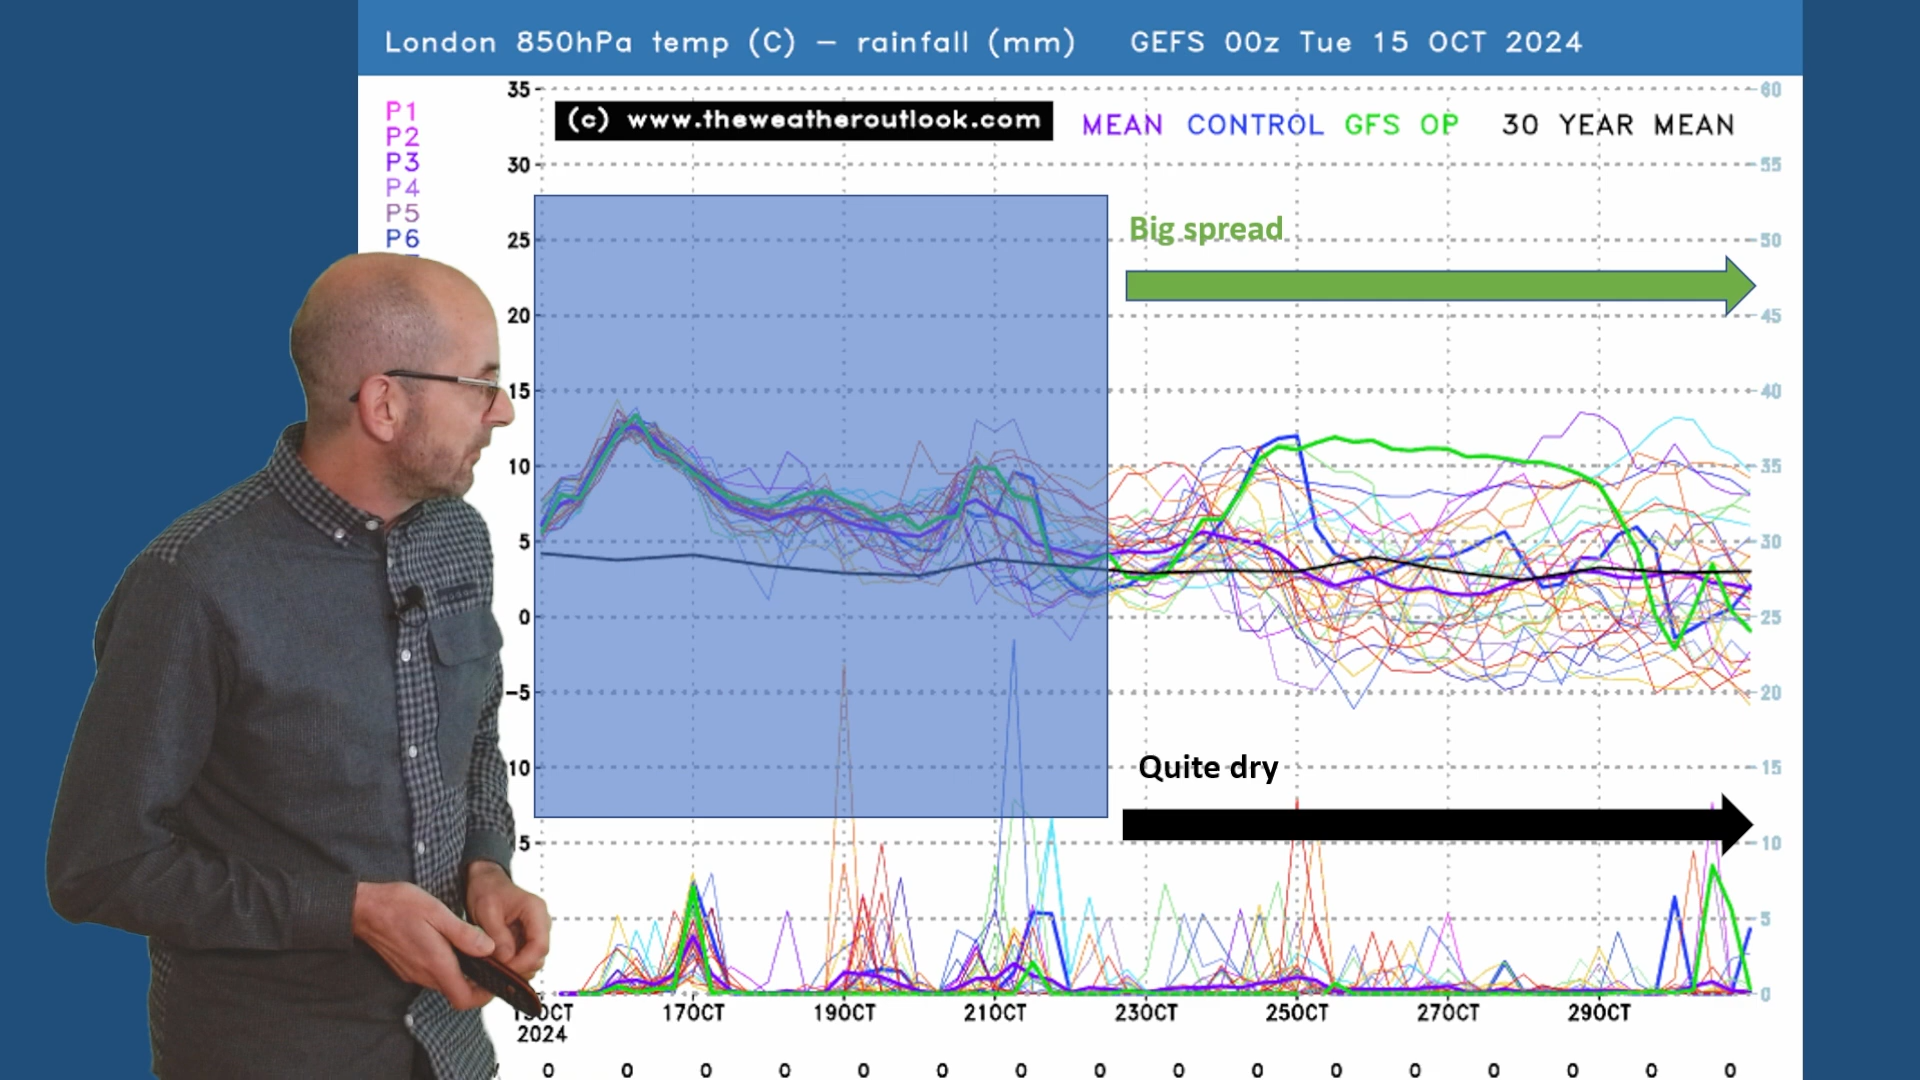 London 850hPa temp (C) – rainfall (mm) GEFS 00z Tue 15 OCT 2024
35 60
(c) www.theweatheroutlook.com MEAN CONTROL GFS OP 30 YEAR MEAN
P1
P2
P3
P4
P5
P6
30 55
25 50
Big spread
20 45
15 40
10 35
5 30
0 25
-5 20
10 15
Quite dry
5 10
5
0
17OCT 19OCT 21OCT 23OCT 25OCT 27OCT 29OCT
2024
0 0 0 0 0 0 0 0 0 0 0 0 0 0 0 0